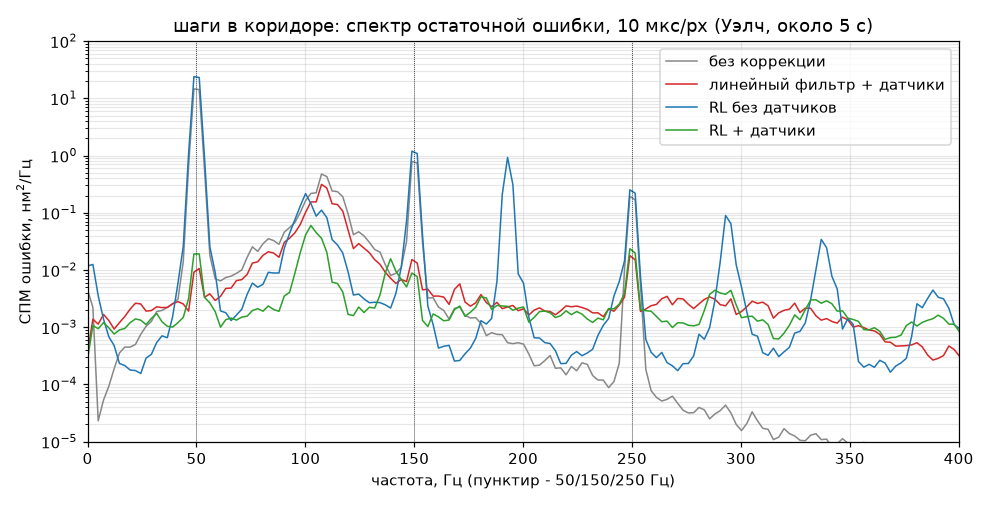 шаги в коридоре: спектр остаточной ошибки, 10 мкс/px (Уэлч, около 5 с)
СПМ ошибки, нм²/Гц
10²
10¹
10⁰
10⁻¹
10⁻²
10⁻³
10⁻⁴
10⁻⁵
без коррекции
линейный фильтр + датчики
RL без датчиков
RL + датчики
0 50 100 150 200 250 300 350 400
частота, Гц (пунктир - 50/150/250 Гц)